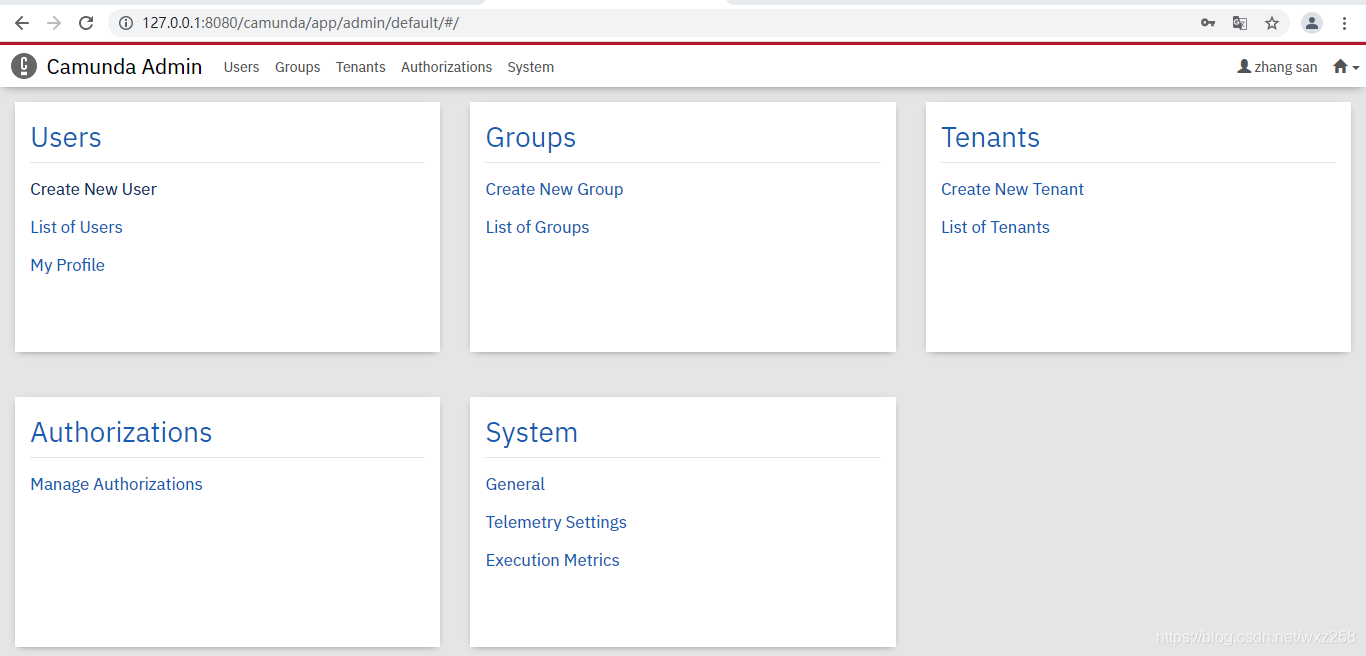 127.0.0.1:8080/camunda/app/admin/default/#/
Camunda Admin Users Groups Tenants Authorizations System zhang san
Users
Create New User
List of Users
My Profile
Groups
Create New Group
List of Groups
Tenants
Create New Tenant
List of Tenants
Authorizations
Manage Authorizations
System
General
Telemetry Settings
Execution Metrics
https://blog.csdn.net/wxz258